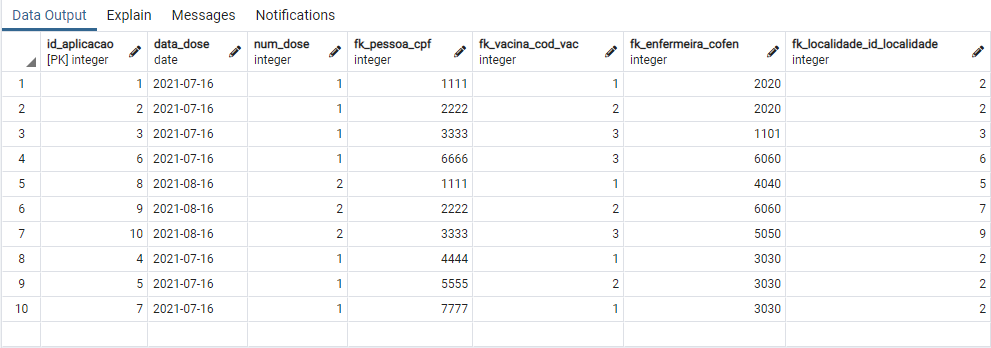 Data Output Explain Messages Notifications
id_aplicacao data_dose num_dose fk_pessoa_cpf fk_vacina_cod_vac fk_enfermeira_cofen fk_localidade_id_localidade
[PK] integer date integer integer integer integer integer
1 1 2021-07-16 1 1111 1 2020 2
2 2 2021-07-16 1 2222 2 2020 2
3 3 2021-07-16 1 3333 3 1101 3
4 6 2021-07-16 1 6666 3 6060 6
5 8 2021-08-16 2 1111 1 4040 5
6 9 2021-08-16 2 2222 2 6060 7
7 10 2021-08-16 2 3333 3 5050 9
8 4 2021-07-16 1 4444 1 3030 2
9 5 2021-07-16 1 5555 2 3030 2
10 7 2021-07-16 1 7777 1 3030 2